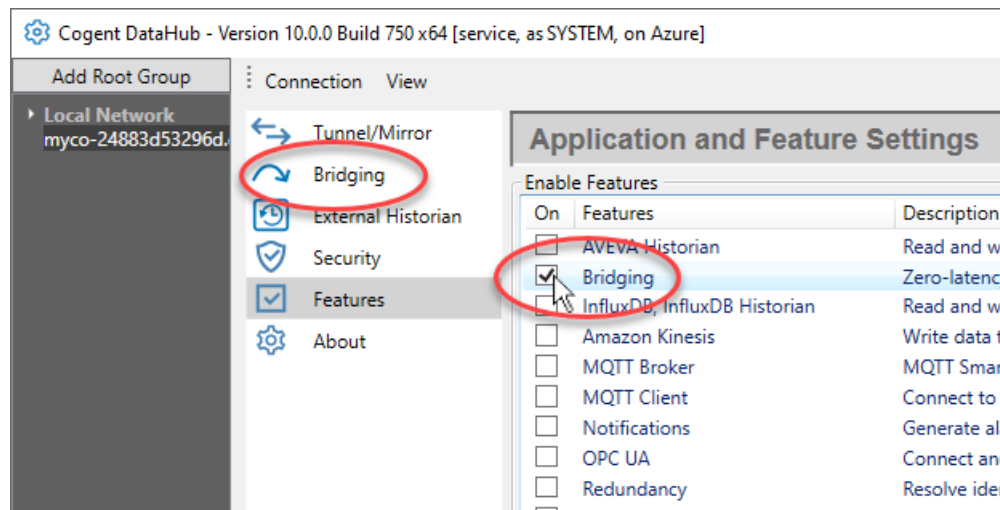 Cogent DataHub - Version 10.0.0 Build 750 x64 [service, as SYSTEM, on Azure]
Add Root Group
Connection View
Local Network
myco-24883d53296d.
Tunnel/Mirror
Bridging
External Historian
Security
Features
About
Application and Feature Settings
Enable Features
On Features Description
AVEVA Historian Read and w
Bridging Zero-latenc
InfluxDB, InfluxDB Historian Read and w
Amazon Kinesis Write data t
MQTT Broker MQTT Smar
MQTT Client Connect to
Notifications Generate al
OPC UA Connect and
Redundancy Resolve ide